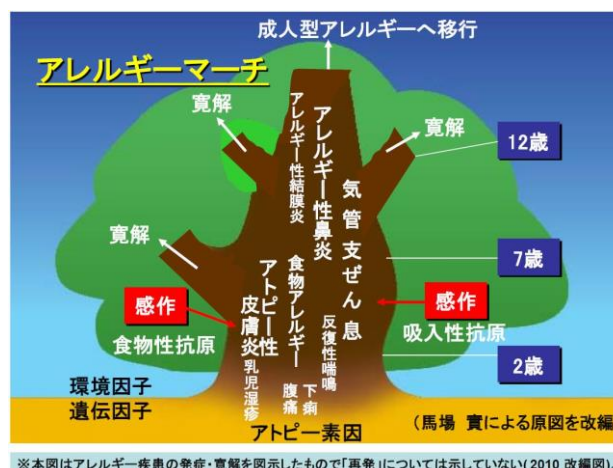 成人型アレルギーへ移行
アレルギーマーチ
寛解
寛解
12歳
アレルギー性結膜炎
アレルギー性鼻炎
気管支ぜん息
寛解
7歳
感作
食物性抗原
感作
吸入性抗原
アトピー性
皮膚炎
乳児湿疹
食物アレルギー
腹痛
下痢
反復性喘鳴
2歳
環境因子
遺伝因子
アトピー素因
(馬場 實による原図を改編
※本図はアレルギー疾患の発症・寛解を図示したもので「再発」については示していない(2010 改編図)